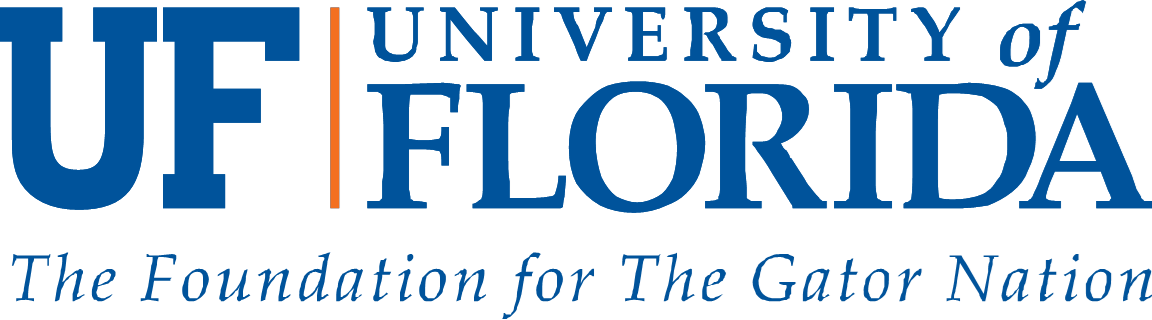 UF
UNIVERSITY of
FLORIDA
The Foundation for The Gator Nation